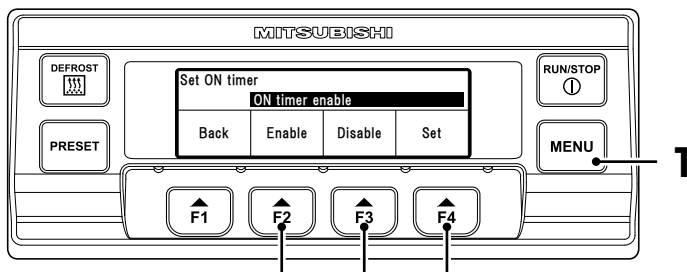 MITSUBISHI
DEFROST
RUN/STOP
Set ON timer
ON timer enable
Back Enable Disable Set
PRESET
MENU
1
F1 F2 F3 F4